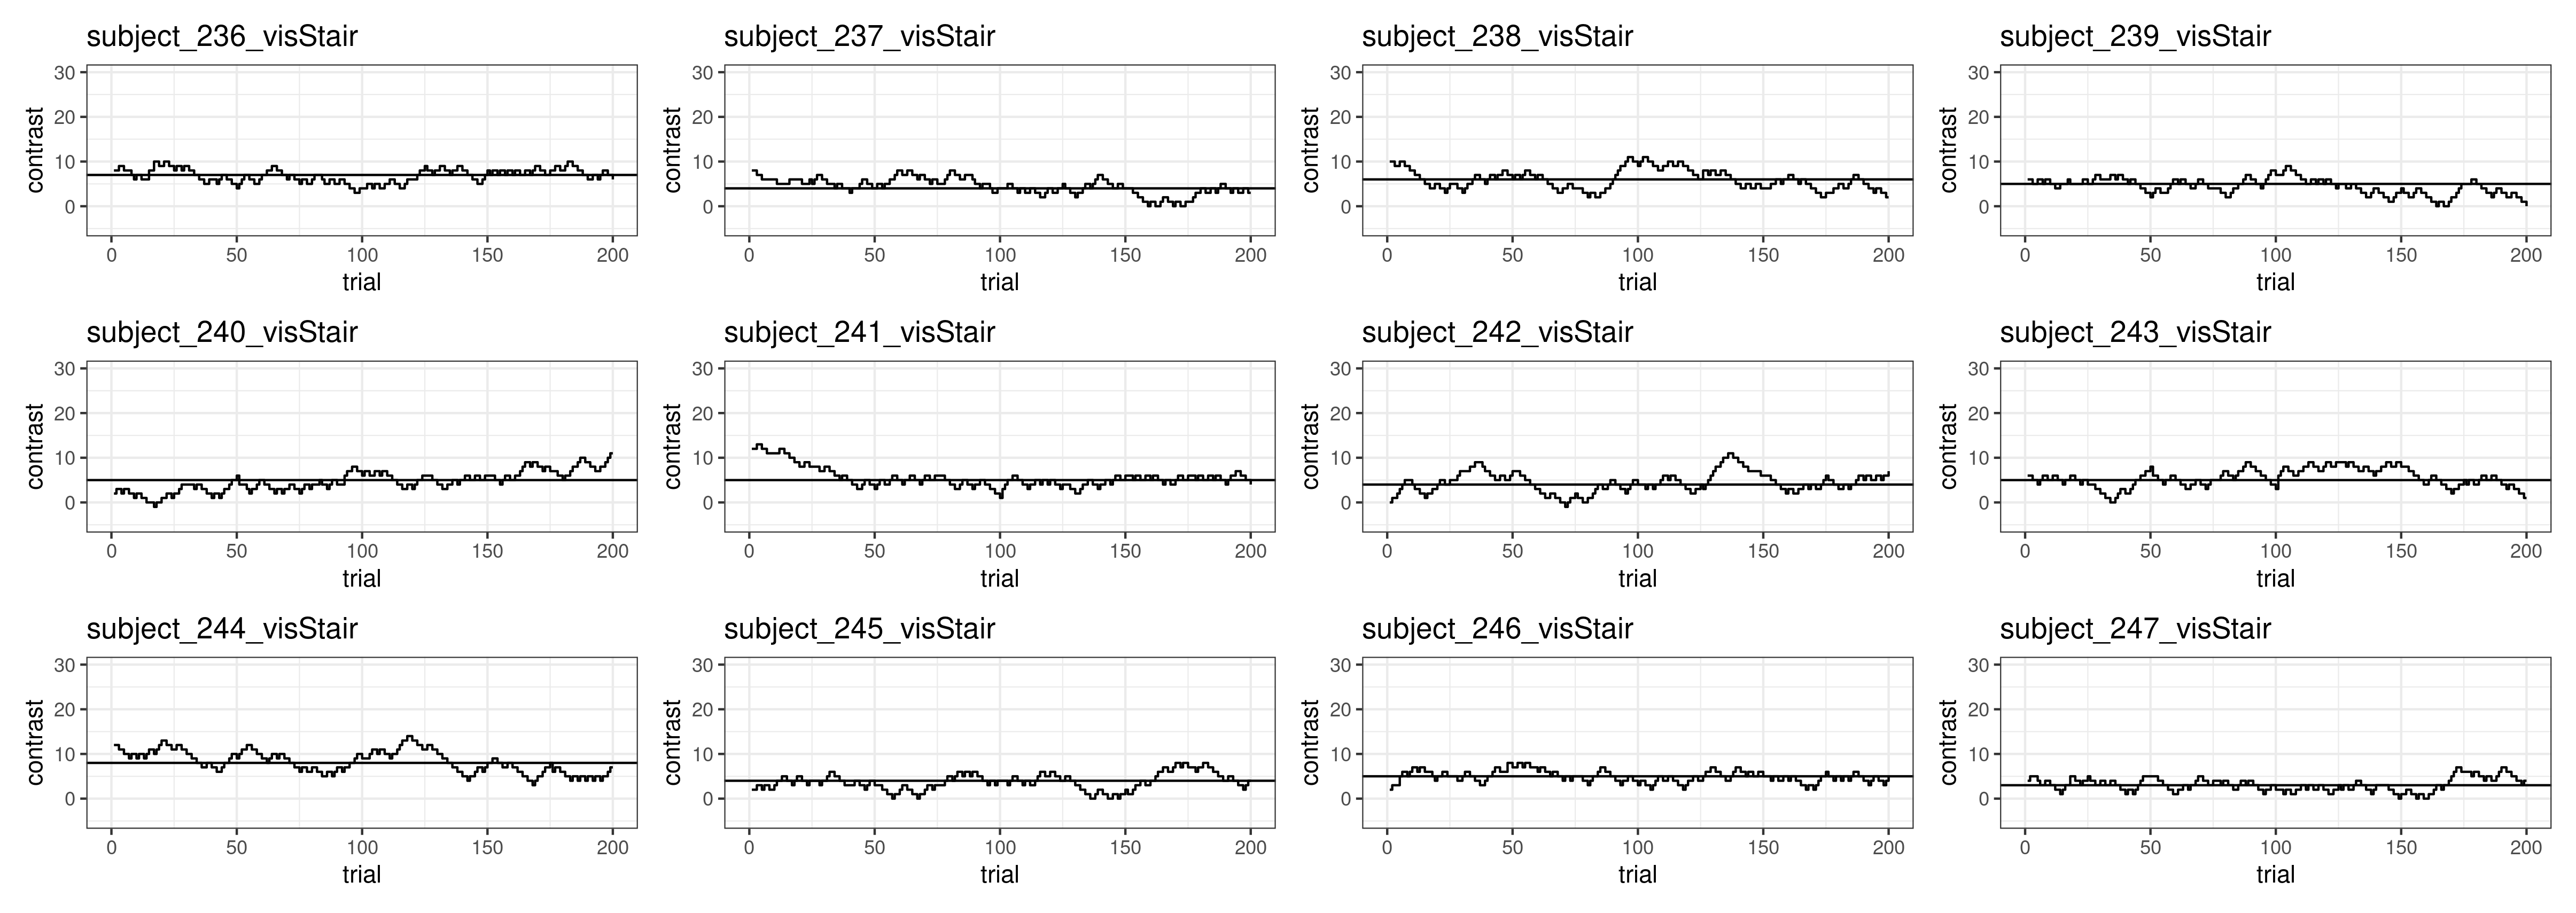 subject_236_visStair subject_237_visStair subject_238_visStair subject_239_visStair
30 30 30 30
20 20 20 20
10 10 10 10
0 0 0 0
contrast contrast contrast contrast
0 50 100 150 200 0 50 100 150 200 0 50 100 150 200 0 50 100 150 200
trial trial trial trial
subject_240_visStair subject_241_visStair subject_242_visStair subject_243_visStair
30 30 30 30
20 20 20 20
10 10 10 10
0 0 0 0
contrast contrast contrast contrast
0 50 100 150 200 0 50 100 150 200 0 50 100 150 200 0 50 100 150 200
trial trial trial trial
subject_244_visStair subject_245_visStair subject_246_visStair subject_247_visStair
30 30 30 30
20 20 20 20
10 10 10 10
0 0 0 0
contrast contrast contrast contrast
0 50 100 150 200 0 50 100 150 200 0 50 100 150 200 0 50 100 150 200
trial trial trial trial